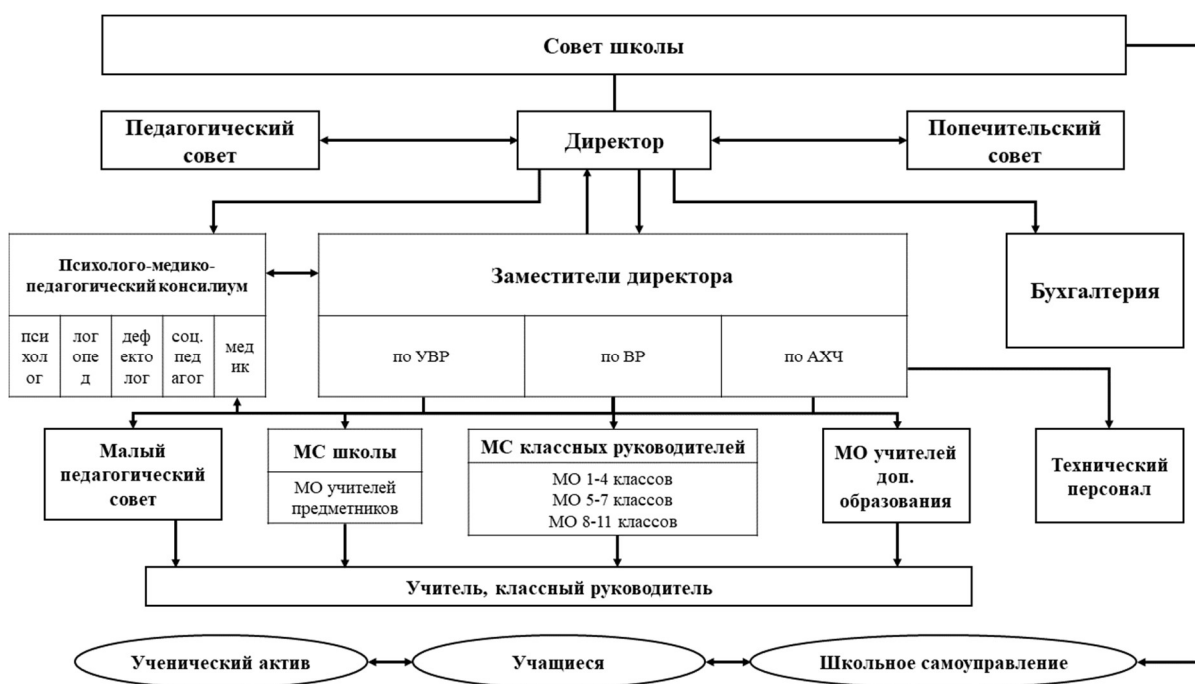 Совет школы
Педагогический
совет
Директор
Попечительский
совет
Психолого-медико-
педагогический консилиум
пси
хол
ог
лог
опе
д
деф
екто
лог
соц.
пед
агог
мед
ик
Заместители директора
по УВР
по ВР
по АХЧ
Бухгалтерия
Малый
педагогический
совет
МС школы
МО учителей
предметников
МС классных руководителей
МО 1-4 классов
МО 5-7 классов
МО 8-11 классов
МО учителей
доп.
образования
Технический
персонал
Учитель, классный руководитель
Ученический актив
Учащиеся
Школьное самоуправление